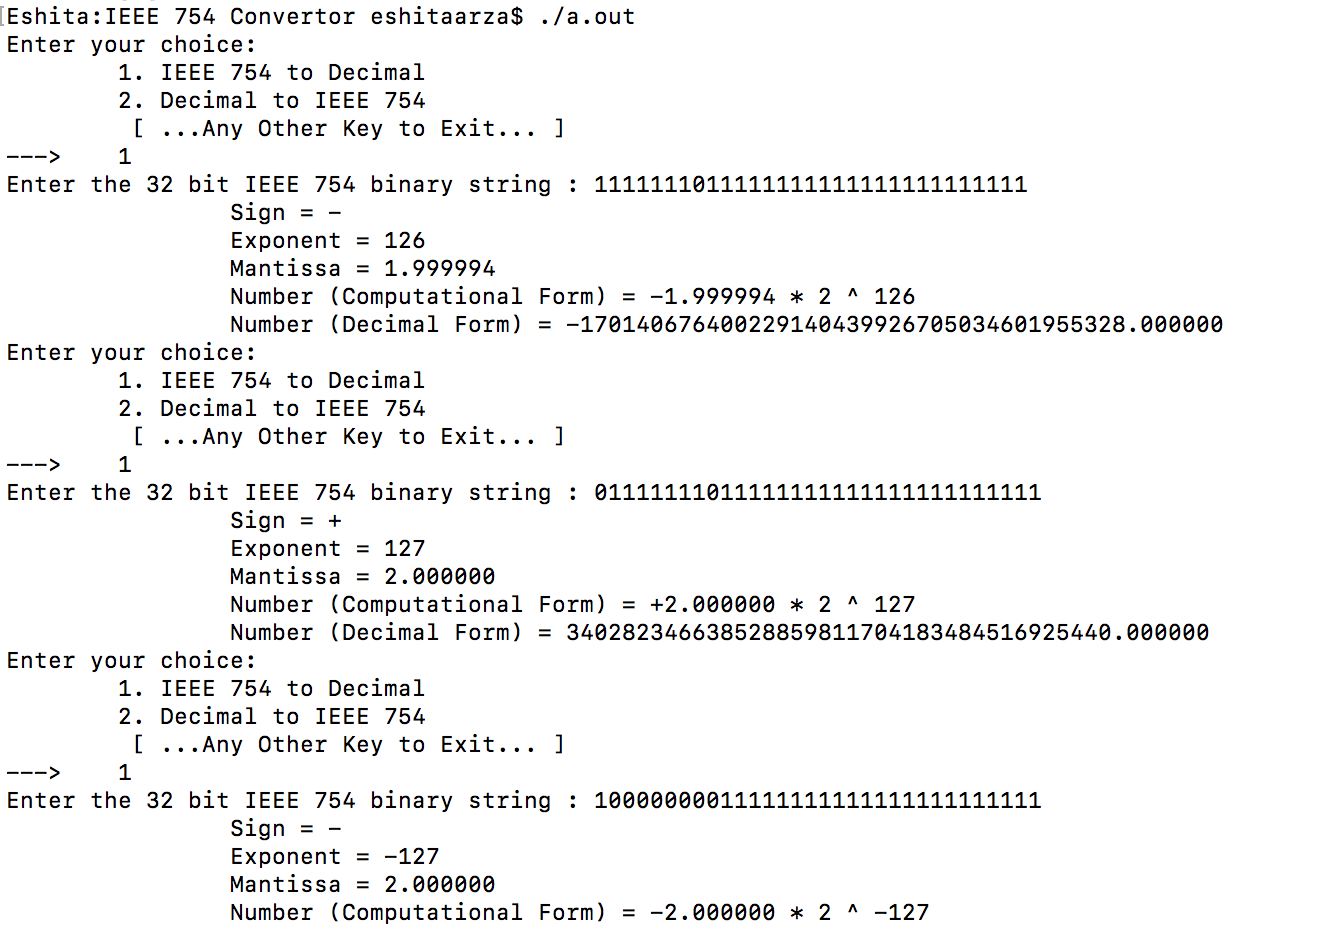 [Eshita:IEEE 754 Convertor eshitaarza$ ./a.out
Enter your choice:
1. IEEE 754 to Decimal
2. Decimal to IEEE 754
[ ...Any Other Key to Exit... ]
---> 1
Enter the 32 bit IEEE 754 binary string : 1111111011111111111111111111111
Sign = -
Exponent = 126
Mantissa = 1.999994
Number (Computational Form) = -1.999994 * 2 ^ 126
Number (Decimal Form) = -170140676400229140439926705034601955328.000000
Enter your choice:
1. IEEE 754 to Decimal
2. Decimal to IEEE 754
[ ...Any Other Key to Exit... ]
---> 1
Enter the 32 bit IEEE 754 binary string : 01111111011111111111111111111111
Sign = +
Exponent = 127
Mantissa = 2.000000
Number (Computational Form) = +2.000000 * 2 ^ 127
Number (Decimal Form) = 340282346638528859811704183484516925440.000000
Enter your choice:
1. IEEE 754 to Decimal
2. Decimal to IEEE 754
[ ...Any Other Key to Exit... ]
---> 1
Enter the 32 bit IEEE 754 binary string : 10000000011111111111111111111111
Sign = -
Exponent = -127
Mantissa = 2.000000
Number (Computational Form) = -2.000000 * 2 ^ -127